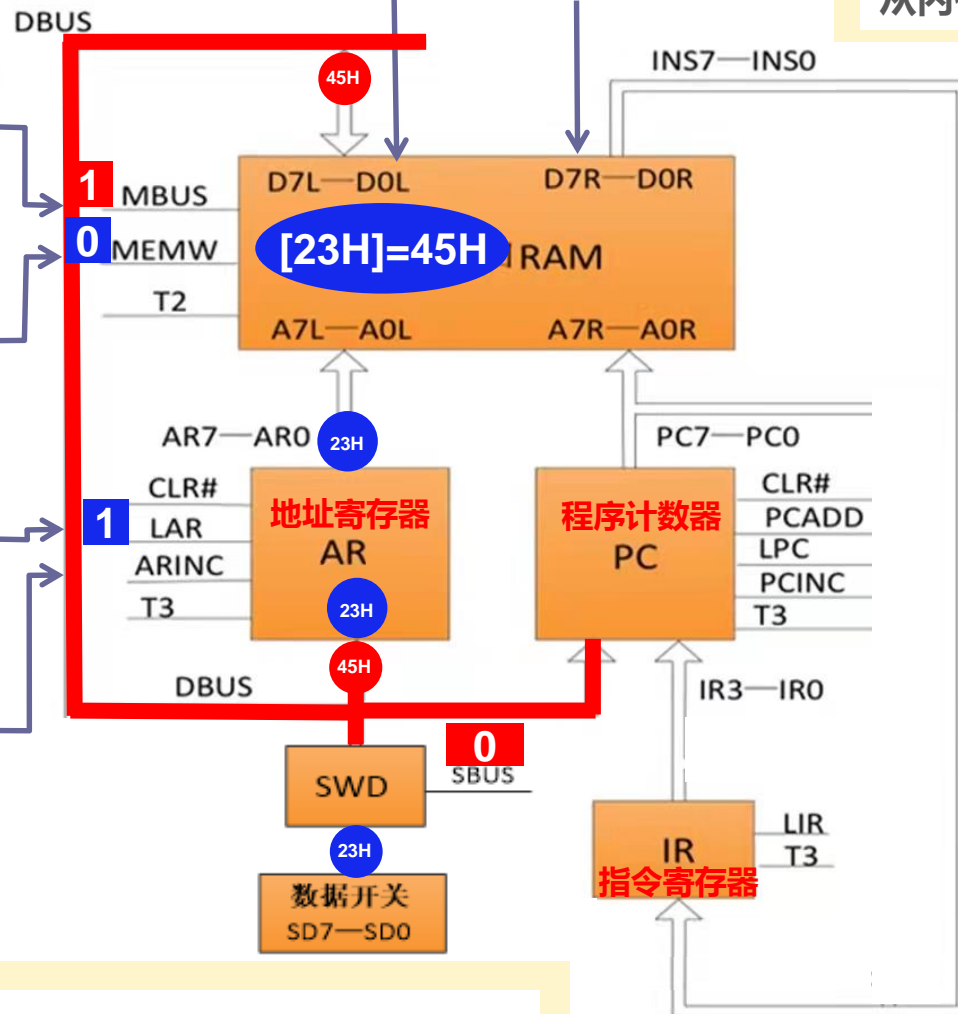 从内
DBUS
INS7—INS0
45H
D7L—D0L
D7R—D0R
1
MBUS
0
MEMW
[23H]=45H
RAM
T2
A7L—A0L
A7R—A0R
AR7—AR0
23H
PC7—PC0
CLR#
地址寄存器
程序计数器
CLR#
1
LAR
AR
PC
PCADD
ARINC
LPC
T3
23H
PCINC
T3
45H
DBUS
IR3—IR0
0
SWD
SBUS
23H
IR
LIR
指令寄存器
T3
数据开关
SD7—SD0